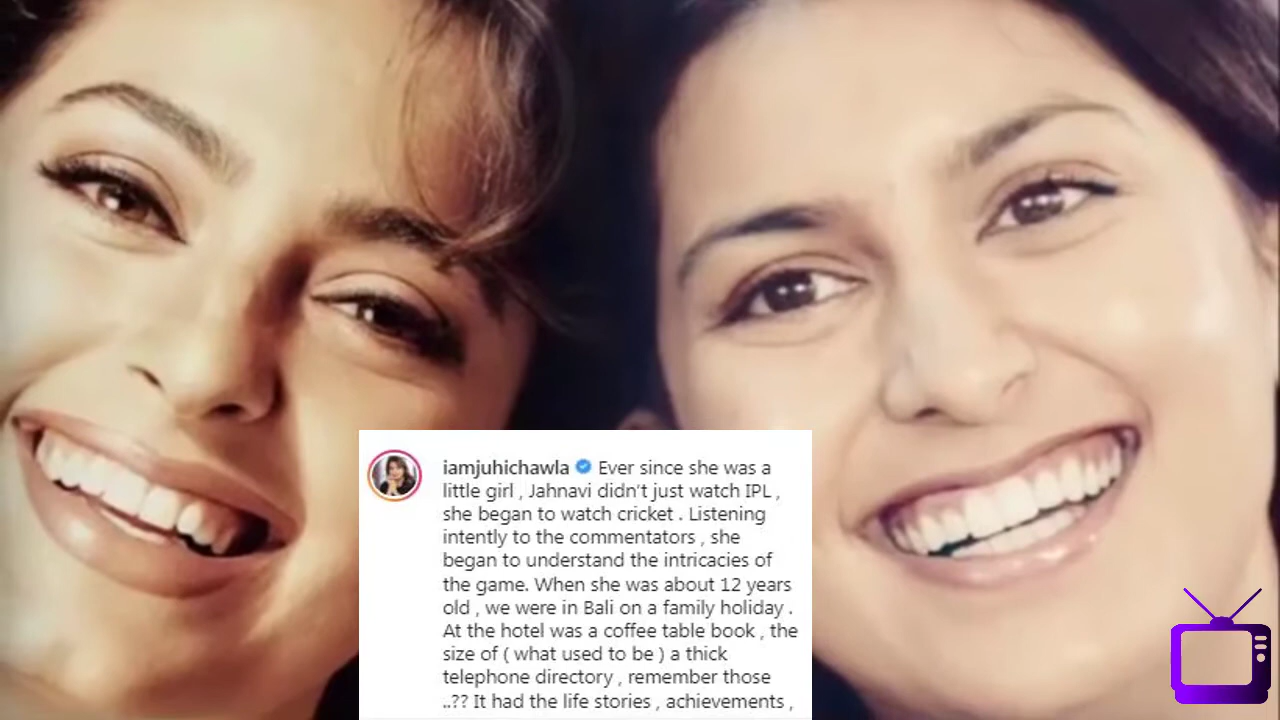 iamjuhichawla Ever since she was a
little girl , Jahnavi didn't just watch IPL ,
she began to watch cricket . Listening
intently to the commentators , she
began to understand the intricacies of
the game. When she was about 12 years
old , we were in Bali on a family holiday .
At the hotel was a coffee table book , the
size of ( what used to be ) a thick
telephone directory , remember those
..?? It had the life stories , achievements ,